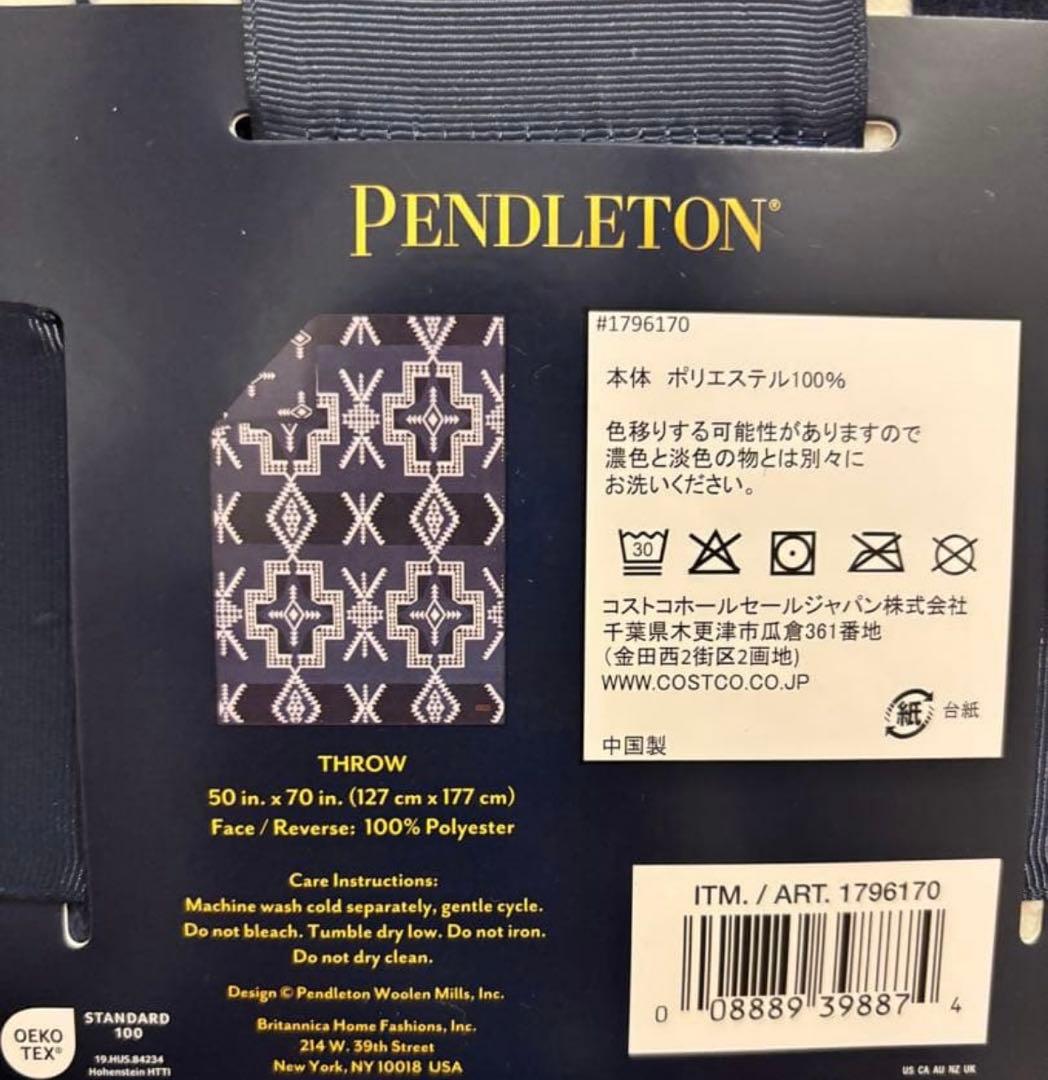 PENDLETON®
#1796170
本体 ポリエステル100%
色移りする可能性がありますので
濃色と淡色の物とは別々に
お洗いください。
30
コストコホールセールジャパン株式会社
千葉県木更津市瓜倉361番地
(金田西2街区2画地)
WWW.COSTCO.CO.JP
紙 台紙
中国製
THROW
50 in. x 70 in. (127 cm x 177 cm)
Face / Reverse: 100% Polyester
Care Instructions:
Machine wash cold separately, gentle cycle.
Do not bleach. Tumble dry low. Do not iron.
Do not dry clean.
Design © Pendleton Woolen Mills, Inc.
Britannica Home Fashions, Inc.
214 W. 39th Street
New York, NY 10018 USA
OEKO
TEX®
STANDARD
100
19.HUS.84234
Hohenstein HTTI
ITM. / ART. 1796170
0 08889 39887 4
US CA AU NZ UK